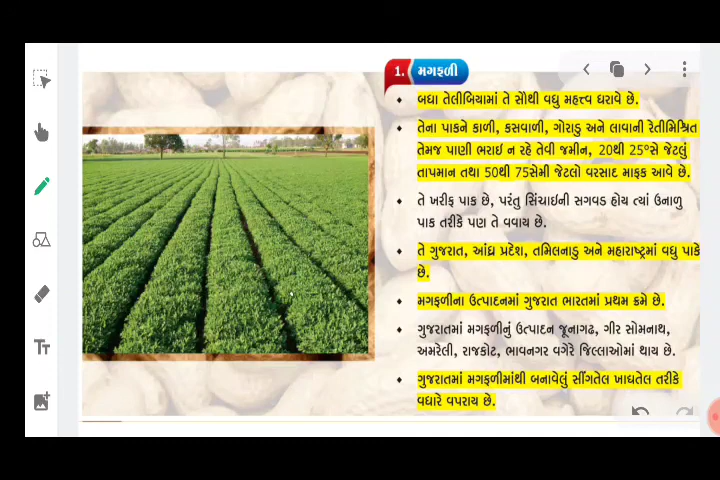 1. મગફળી
બધા તેલીબિયામાં તે સૌથી વધુ મહત્ત્વ ધરાવે છે.
તેના પાકને કાળી, કસવાળી, ગોરાડુ અને લાવાની રેતીમિશ્રિત
તેમજ પાણી ભરાઈ ન રહે તેવી જમીન, 20થી 25°સે જેટલું
તાપમાન તથા 50થી 75સેમી જેટલો વરસાદ માફક આવે છે.
તે ખરીફ પાક છે, પરંતુ સિંચાઈની સગવડ હોય ત્યાં ઉનાળુ
પાક તરીકે પણ તે વવાય છે.
તે ગુજરાત, આંધ્ર પ્રદેશ, તમિલનાડુ અને મહારાષ્ટ્રમાં વધુ પાકે
છે.
મગફળીના ઉત્પાદનમાં ગુજરાત ભારતમાં પ્રથમ ક્રમે છે.
ગુજરાતમાં મગફળીનું ઉત્પાદન જૂનાગઢ, ગીર સોમનાથ,
અમરેલી, રાજકોટ, ભાવનગર વગેરે જિલ્લાઓમાં થાય છે.
ગુજરાતમાં મગફળીમાંથી બનાવેલું સીંગતેલ ખાદ્યતેલ તરીકે
વધારે વપરાય છે.
Tт